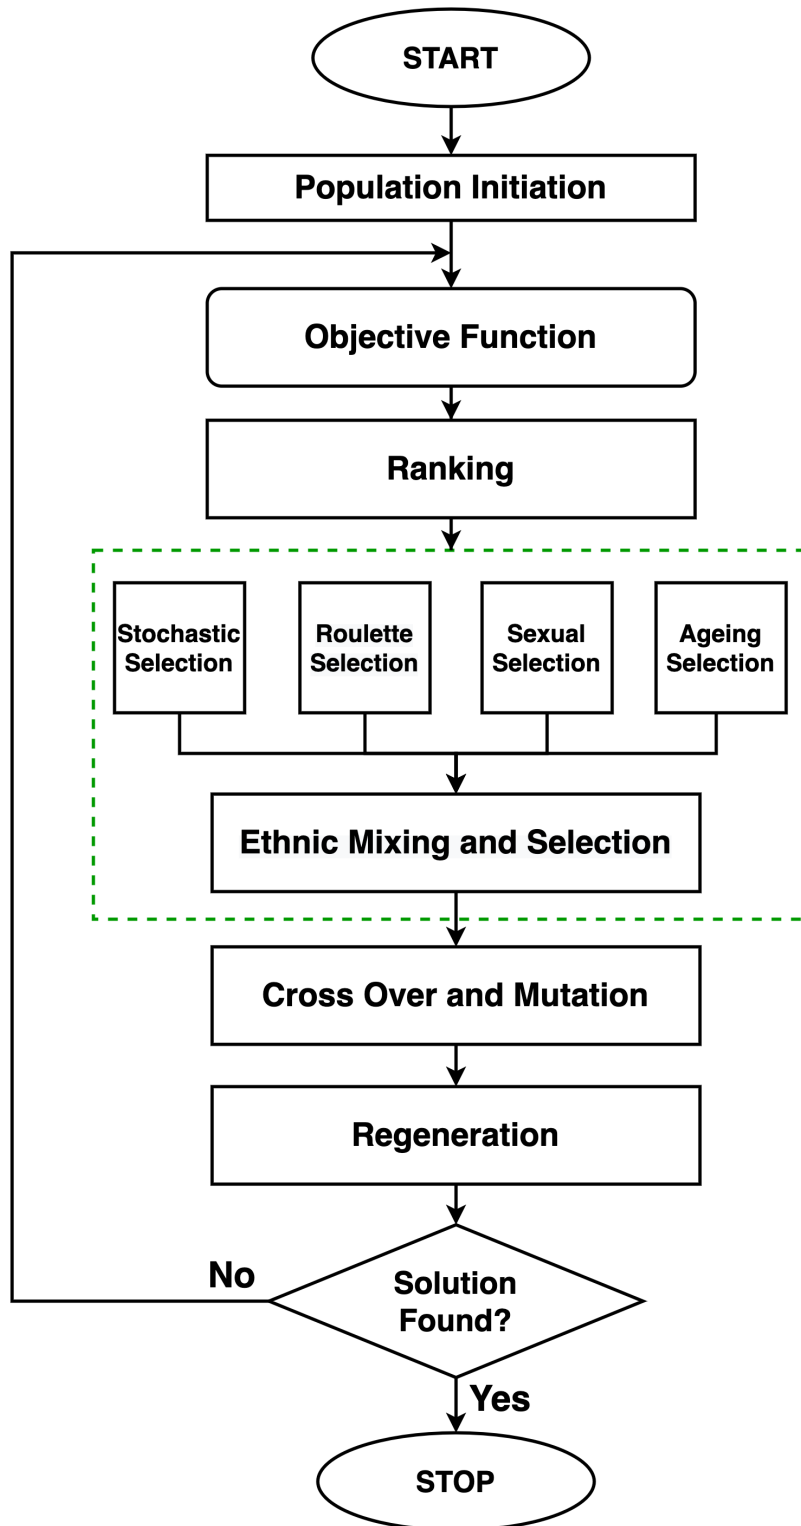 START
Population Initiation
Objective Function
Ranking
Stochastic
Selection
Roulette
Selection
Sexual
Selection
Ageing
Selection
Ethnic Mixing and Selection
Cross Over and Mutation
Regeneration
Solution
Found?
No
Yes
STOP